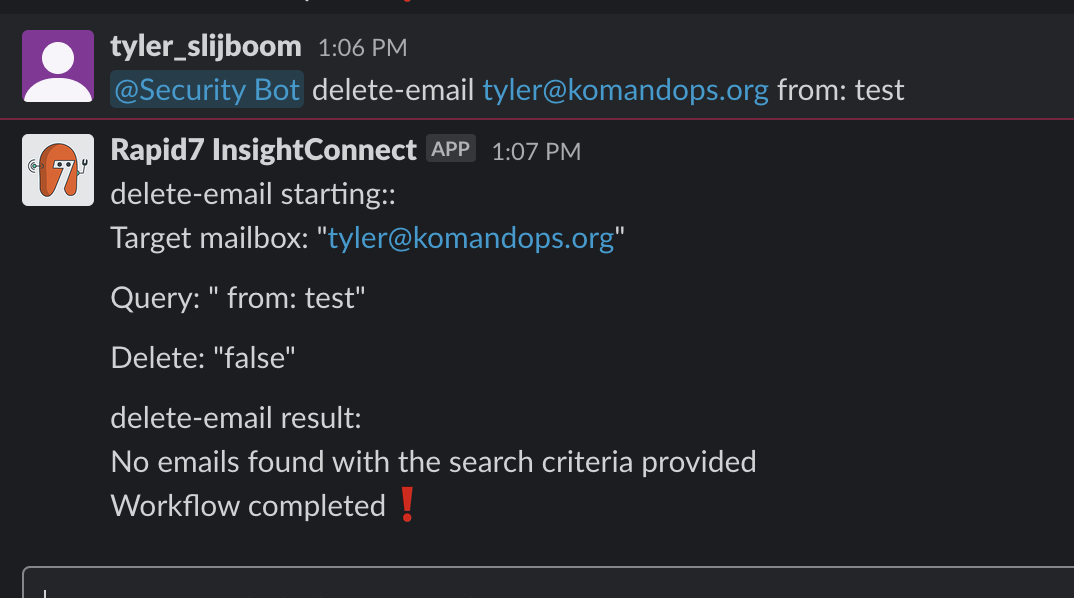 tyler_slijboom 1:06 PM
@Security Bot delete-email tyler@komandops.org from: test
Rapid7 InsightConnect APP 1:07 PM
delete-email starting::
Target mailbox: "tyler@komandops.org"
Query: " from: test"
Delete: "false"
delete-email result:
No emails found with the search criteria provided
Workflow completed ❗